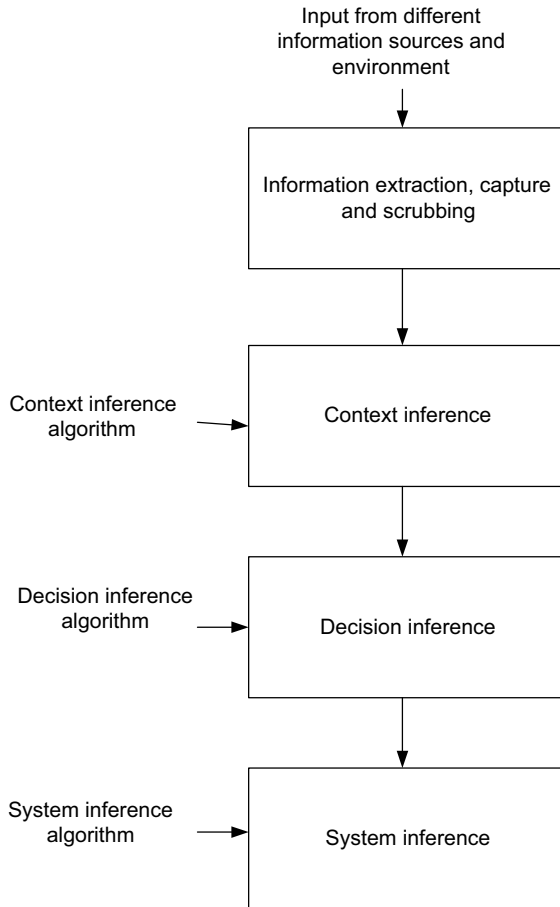 Input from different
information sources and
environment
Information extraction, capture
and scrubbing
Context inference
algorithm
Context inference
Decision inference
algorithm
Decision inference
System inference
algorithm
System inference